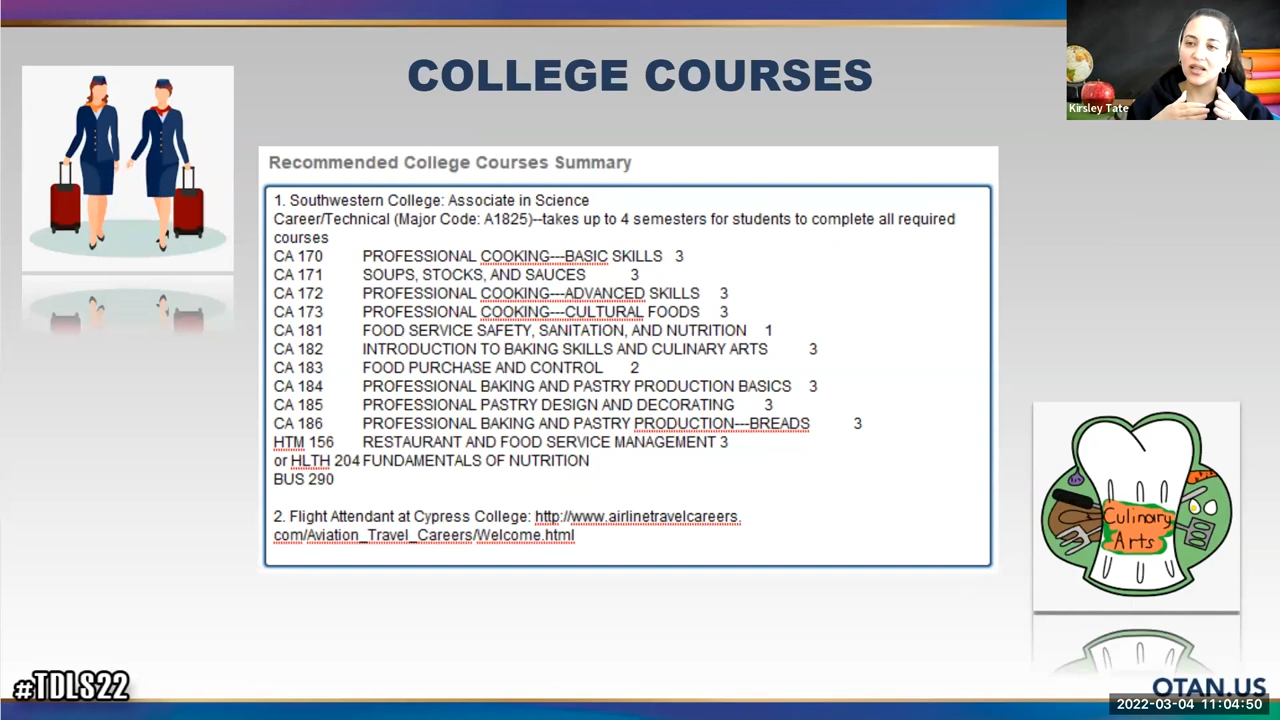 COLLEGE COURSES
Kirsley Tate
Recommended College Courses Summary
1. Southwestern College: Associate in Science
Career/Technical (Major Code: A1825)--takes up to 4 semesters for students to complete all required
courses
CA 170 PROFESSIONAL COOKING---BASIC SKILLS 3
CA 171 SOUPS, STOCKS, AND SAUCES 3
CA 172 PROFESSIONAL COOKING---ADVANCED SKILLS 3
CA 173 PROFESSIONAL COOKING---CULTURAL FOODS 3
CA 181 FOOD SERVICE SAFETY, SANITATION, AND NUTRITION 1
CA 182 INTRODUCTION TO BAKING SKILLS AND CULINARY ARTS 3
CA 183 FOOD PURCHASE AND CONTROL 2
CA 184 PROFESSIONAL BAKING AND PASTRY PRODUCTION BASICS 3
CA 185 PROFESSIONAL PASTRY DESIGN AND DECORATING 3
CA 186 PROFESSIONAL BAKING AND PASTRY PRODUCTION---BREADS 3
HTM 156 RESTAURANT AND FOOD SERVICE MANAGEMENT 3
or HLTH 204 FUNDAMENTALS OF NUTRITION
BUS 290
2. Flight Attendant at Cypress College: http://www.airlinetravelcareers.
com/Aviation_Travel_Careers/Welcome.html
Culinary
Arts
#TDLS22
OTAN.US
2022-03-04 11:04:50